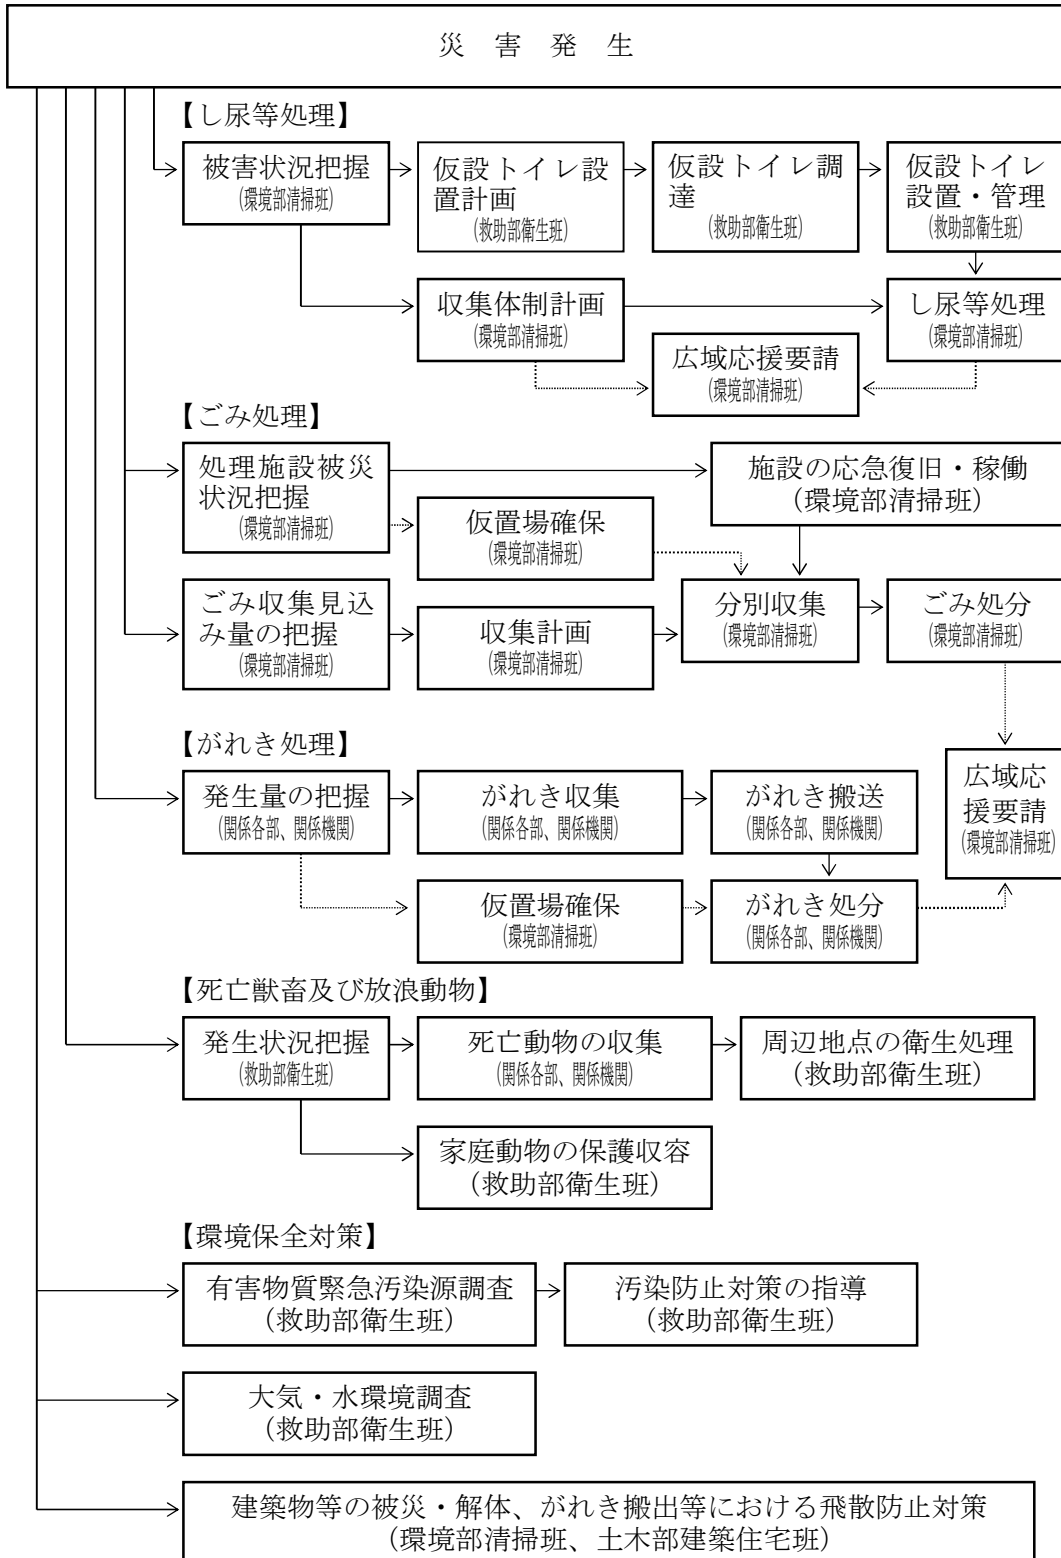 災　害　発　生
【し尿等処理】
被害状況把握
(環境部清掃班)
仮設トイレ設
置計画
(救助部衛生班)
仮設トイレ調
達
(救助部衛生班)
仮設トイレ
設置・管理
(救助部衛生班)
収集体制計画
(環境部清掃班)
し尿等処理
(環境部清掃班)
広域応援要請
(環境部清掃班)
【ごみ処理】
処理施設被災
状況把握
(環境部清掃班)
施設の応急復旧・稼働
（環境部清掃班）
仮置場確保
(環境部清掃班)
ごみ収集見込
み量の把握
(環境部清掃班)
収集計画
(環境部清掃班)
分別収集
(環境部清掃班)
ごみ処分
(環境部清掃班)
【がれき処理】
発生量の把握
(関係各部、関係機関)
がれき収集
(関係各部、関係機関)
がれき搬送
(関係各部、関係機関)
広域応
援要請
(環境部清掃班)
仮置場確保
(環境部清掃班)
がれき処分
(関係各部、関係機関)
【死亡獣畜及び放浪動物】
発生状況把握
(救助部衛生班)
死亡動物の収集
(関係各部、関係機関)
周辺地点の衛生処理
（救助部衛生班）
家庭動物の保護収容
（救助部衛生班）
【環境保全対策】
有害物質緊急汚染源調査
（救助部衛生班）
汚染防止対策の指導
（救助部衛生班）
大気・水環境調査
（救助部衛生班）
建築物等の被災・解体、がれき搬出等における飛散防止対策
（環境部清掃班、土木部建築住宅班）